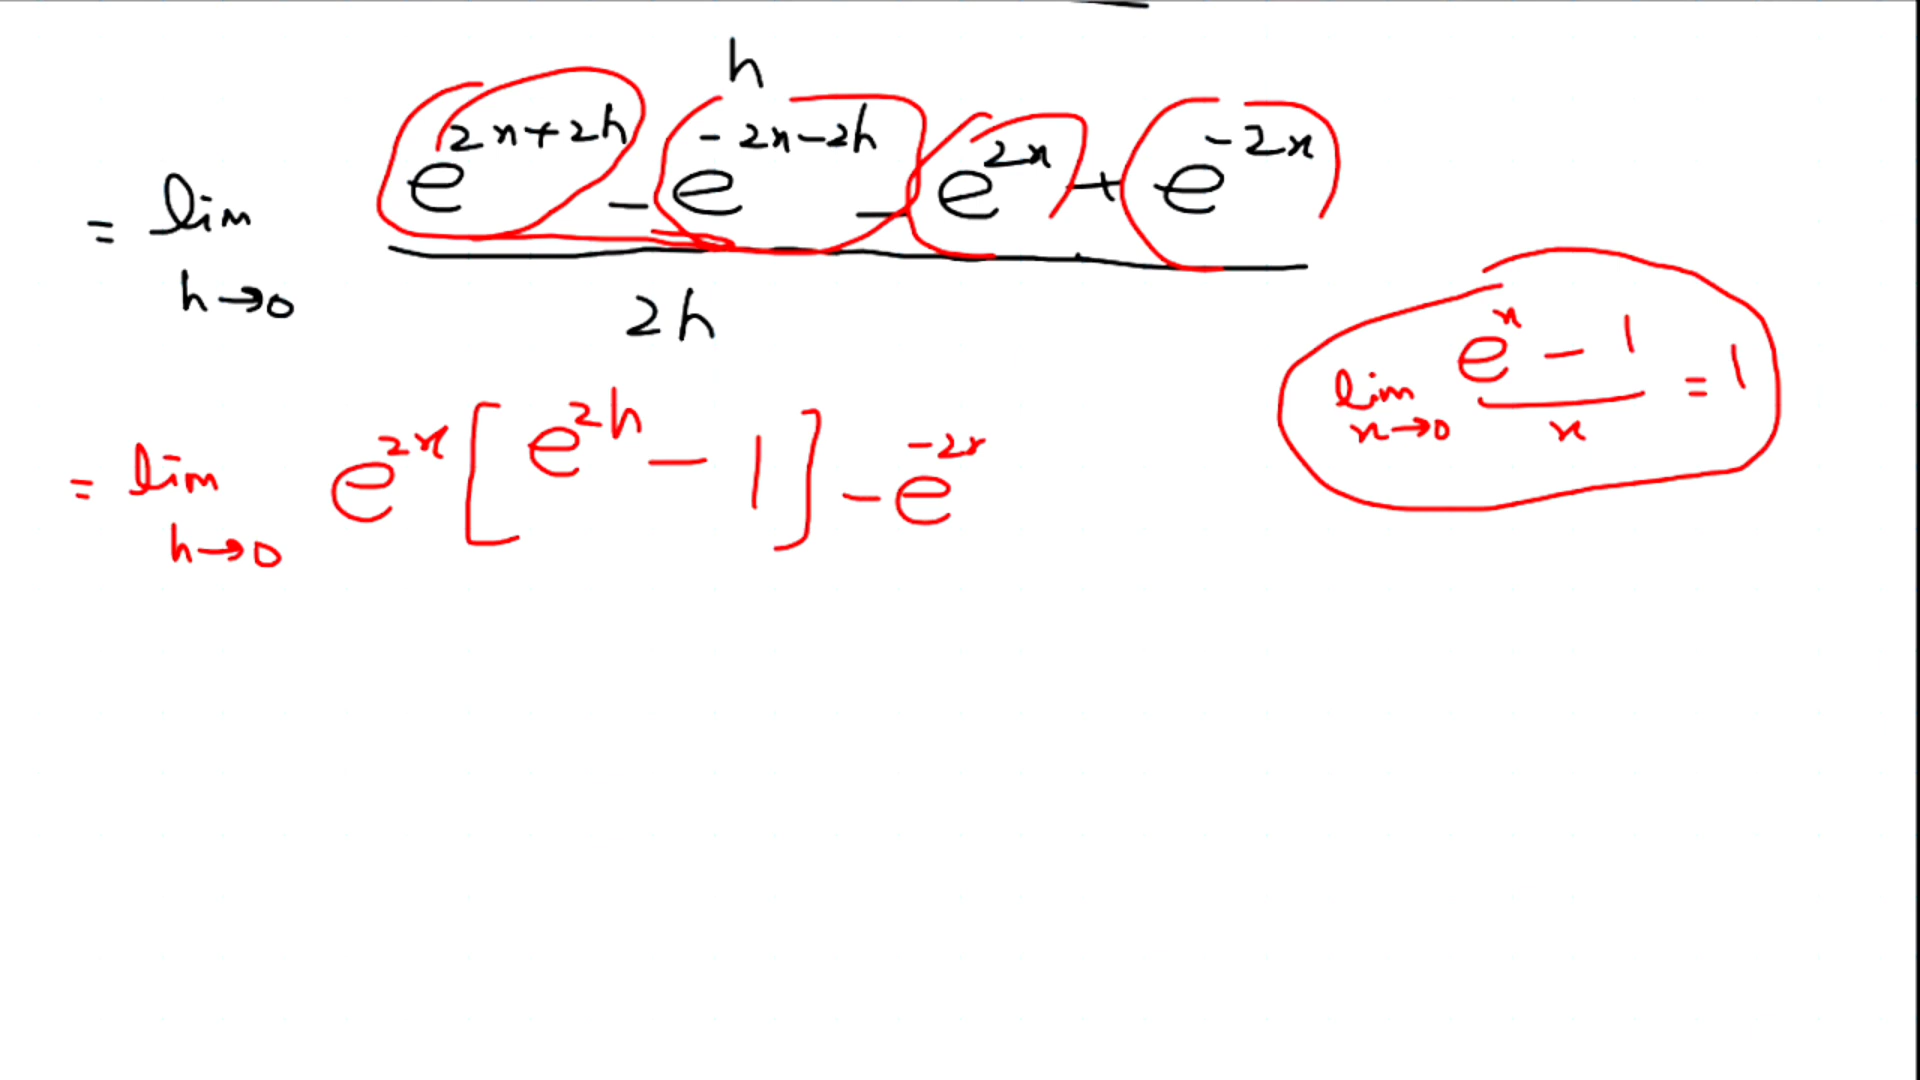 h
= lim h→0 (e^{2x+2h} - e^{-2x-2h} - e^{2x} + e^{-2x}) / 2h
lim x→0 (e^x - 1) / x = 1
= lim h→0 e^{2x} [e^{2h} - 1] - e^{-2x}